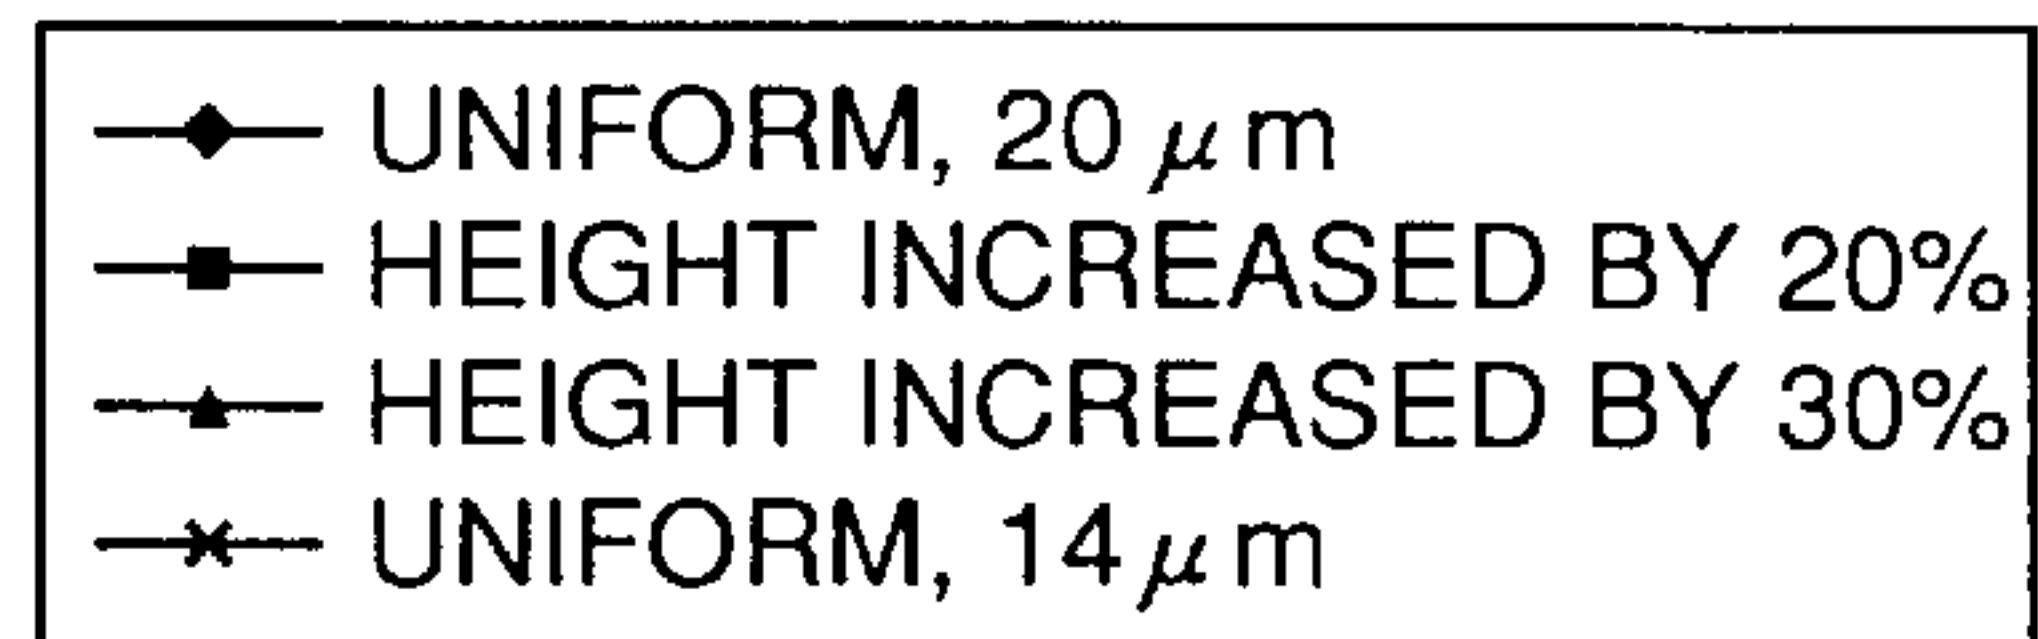 UNIFORM, 20 μm
HEIGHT INCREASED BY 20%
HEIGHT INCREASED BY 30%
UNIFORM, 14 μm